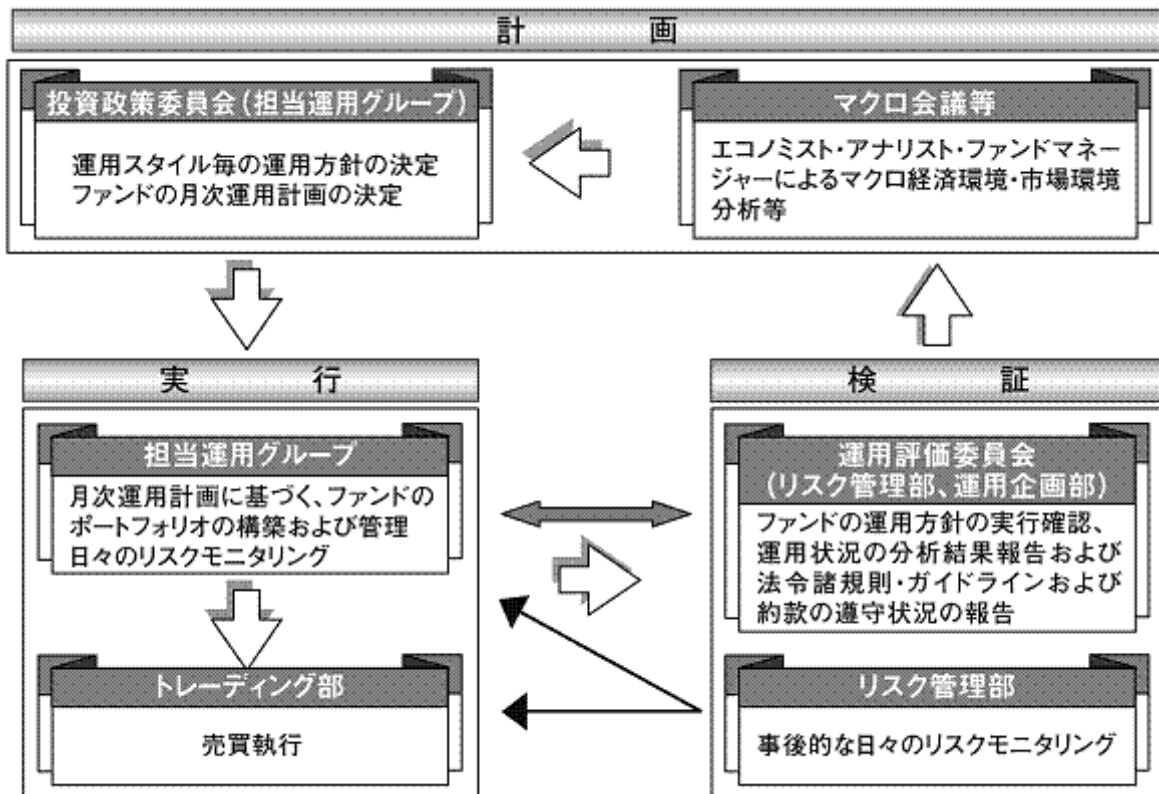 計画
投資政策委員会(担当運用グループ)
運用スタイル毎の運用方針の決定
ファンドの月次運用計画の決定
マクロ会議等
エコノミスト・アナリスト・ファンドマネー
ジャーによるマクロ経済環境・市場環境
分析等
実行
担当運用グループ
月次運用計画に基づく、ファンドの
ポートフォリオの構築および管理
日々のリスクモニタリング
トレーディング部
売買執行
検証
運用評価委員会
(リスク管理部、運用企画部)
ファンドの運用方針の実行確認、
運用状況の分析結果報告および
法令諸規則・ガイドラインおよび
約款の遵守状況の報告
リスク管理部
事後的な日々のリスクモニタリング